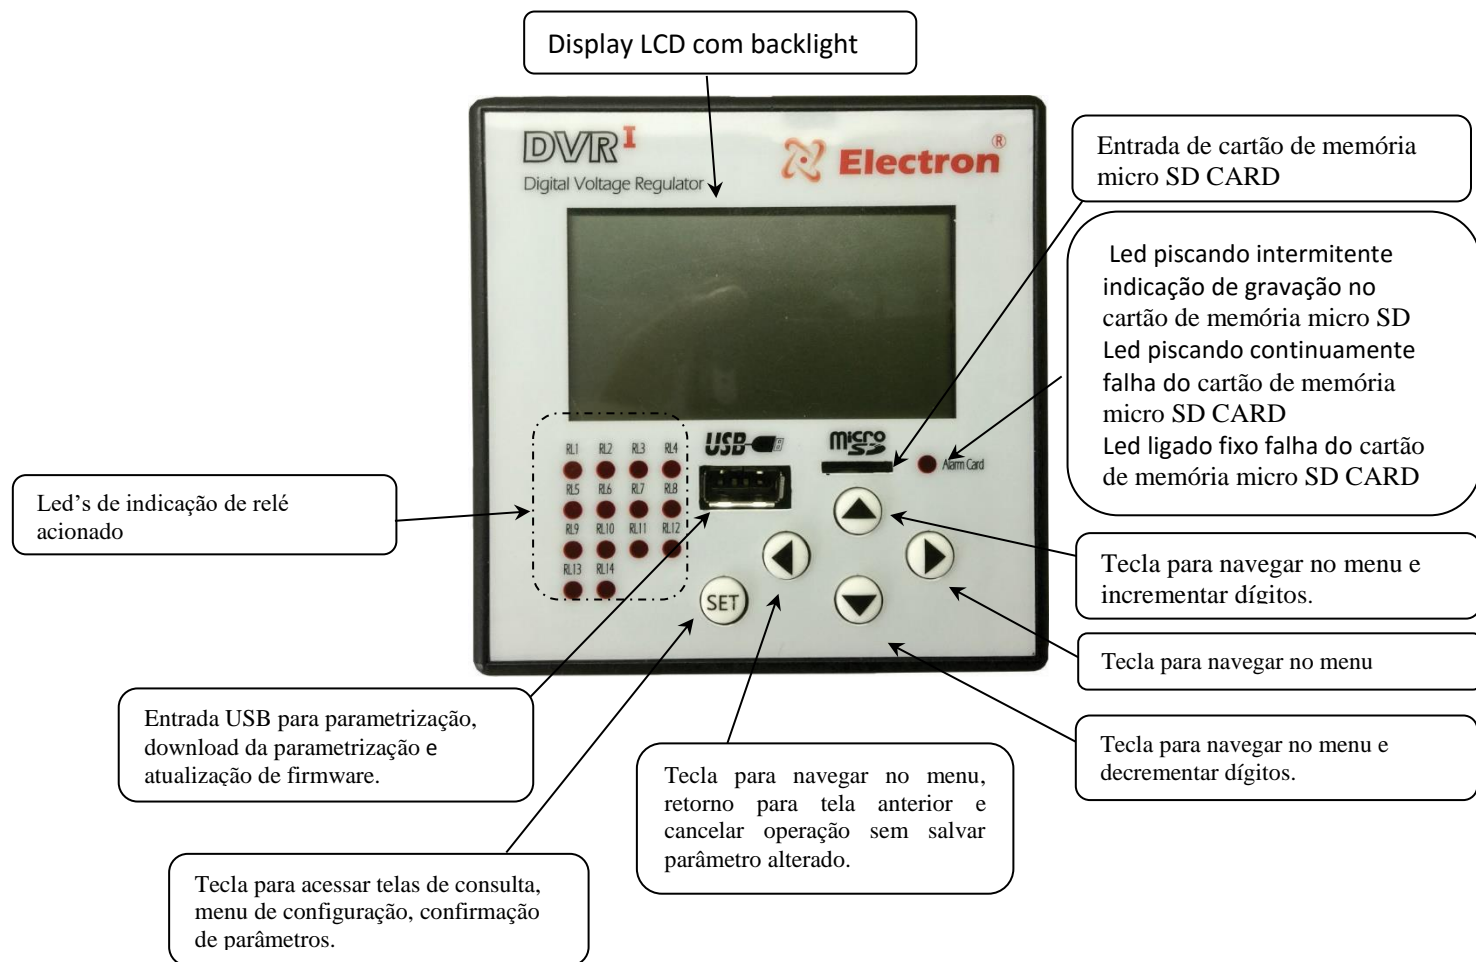 Display LCD com backlight
DVR I
Digital Voltage Regulator
Electron®
Entrada de cartão de memória
micro SD CARD
Led piscando intermitente
indicação de gravação no
cartão de memória micro SD
Led piscando continuamente
falha do cartão de memória
micro SD CARD
Led ligado fixo falha do cartão
de memória micro SD CARD
USB
micro SD
Alarm Card
RL1 RL2 RL3 RL4
RL5 RL6 RL7 RL8
RL9 RL10 RL11 RL12
RL13 RL14
SET
Led's de indicação de relé
acionado
Tecla para navegar no menu e
incrementar dígitos.
Tecla para navegar no menu
Tecla para navegar no menu e
decrementar dígitos.
Entrada USB para parametrização,
download da parametrização e
atualização de firmware.
Tecla para navegar no menu,
retorno para tela anterior e
cancelar operação sem salvar
parâmetro alterado.
Tecla para acessar telas de consulta,
menu de configuração, confirmação
de parâmetros.